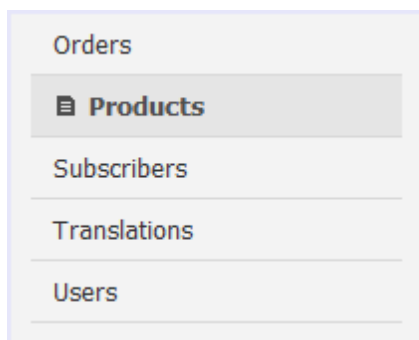 Orders
Products
Subscribers
Translations
Users